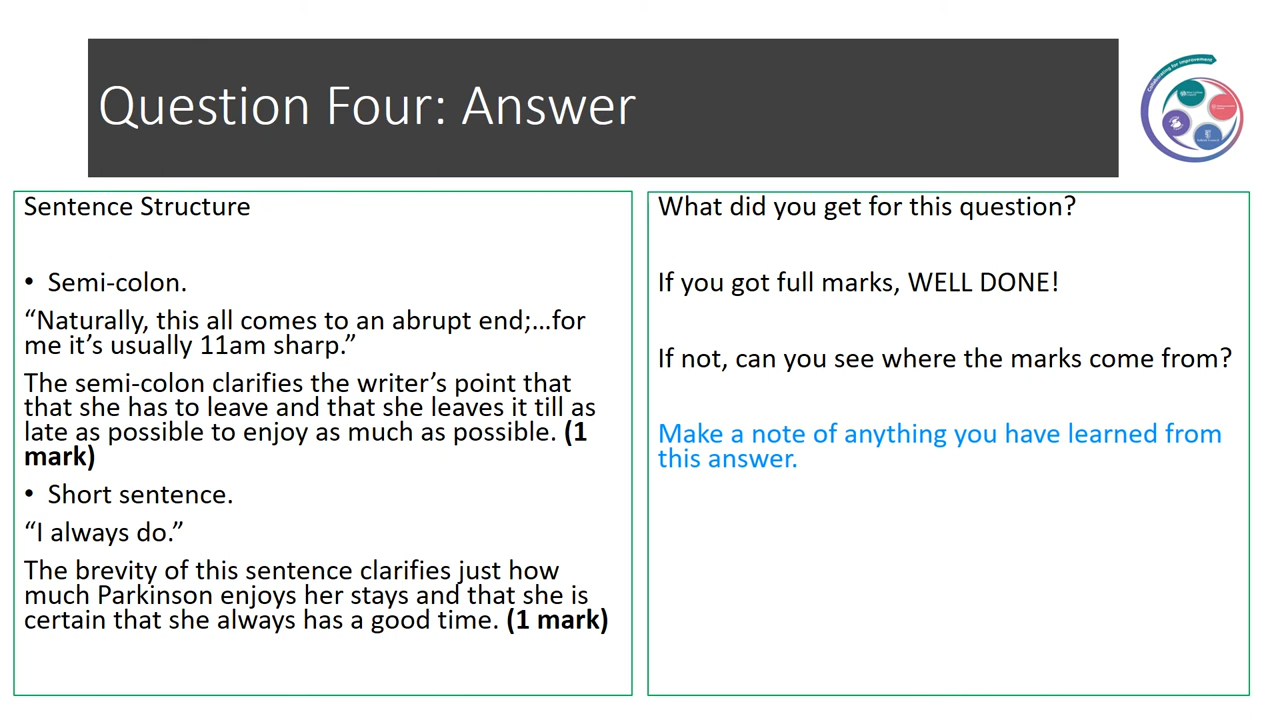 Question Four: Answer
Collaborating for Improvement
Sentence Structure
• Semi-colon.
“Naturally, this all comes to an abrupt end;…for
me it’s usually 11am sharp.”
The semi-colon clarifies the writer’s point that
that she has to leave and that she leaves it till as
late as possible to enjoy as much as possible. (1
mark)
• Short sentence.
“I always do.”
The brevity of this sentence clarifies just how
much Parkinson enjoys her stays and that she is
certain that she always has a good time. (1 mark)
What did you get for this question?
If you got full marks, WELL DONE!
If not, can you see where the marks come from?
Make a note of anything you have learned from
this answer.